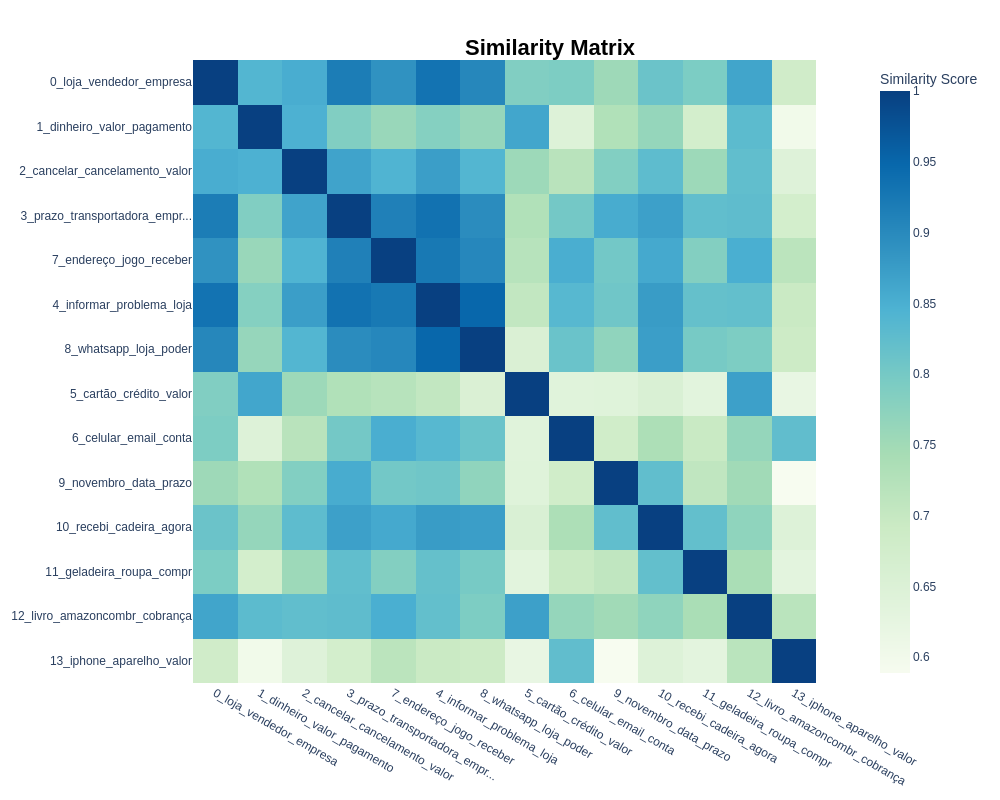 Similarity Matrix
Similarity Score
0_loja_vendedor_empresa
1_dinheiro_valor_pagamento
2_cancelar_cancelamento_valor
3_prazo_transportadora_empr...
7_endereço_jogo_receber
4_informar_problema_loja
8_whatsapp_loja_poder
5_cartão_crédito_valor
6_celular_email_conta
9_novembro_data_prazo
10_recebi_cadeira_agora
11_geladeira_roupa_compr
12_livro_amazoncombr_cobrança
13_iphone_aparelho_valor
1
0.95
0.9
0.85
0.8
0.75
0.7
0.65
0.6
0_loja_vendedor_empresa
1_dinheiro_valor_pagamento
2_cancelar_cancelamento_valor
3_prazo_transportadora_empr...
7_endereço_jogo_receber
4_informar_problema_loja
8_whatsapp_loja_poder
5_cartão_crédito_valor
6_celular_email_conta
9_novembro_data_prazo
10_recebi_cadeira_agora
11_geladeira_roupa_compr
12_livro_amazoncombr_cobrança
13_iphone_aparelho_valor